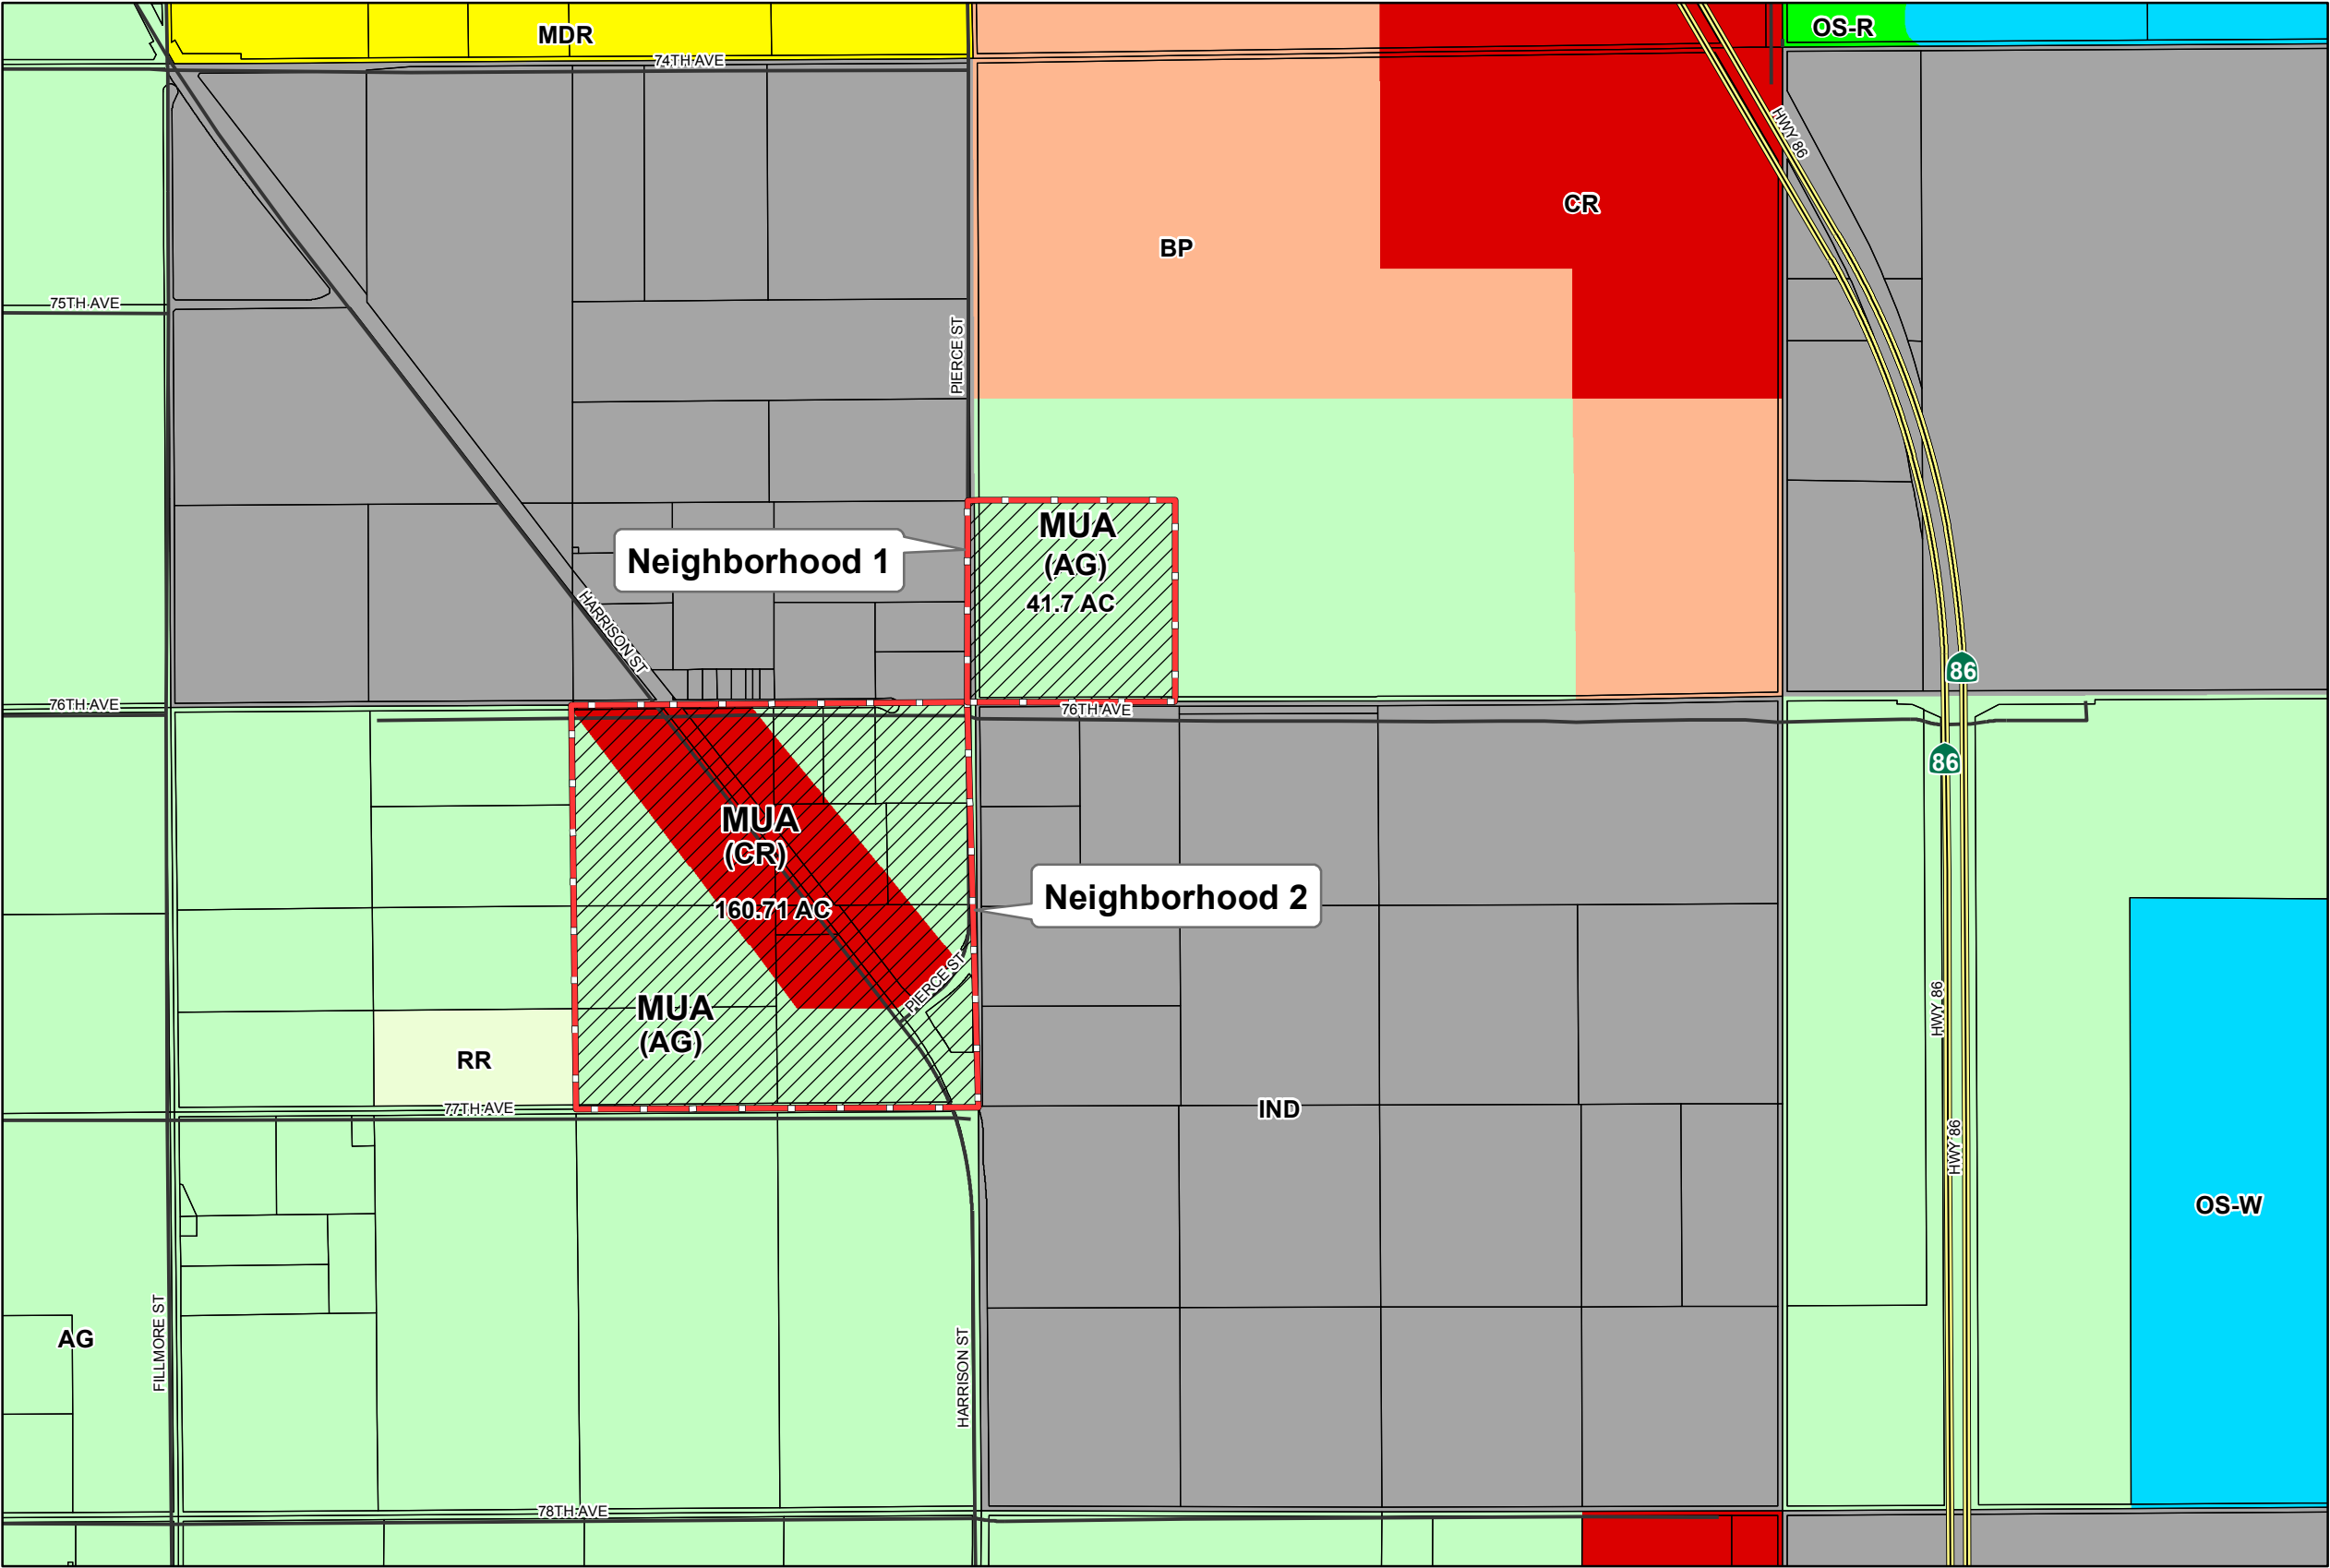 MDR
OS-R
74TH AVE
HWY 86
CR
BP
75TH AVE
PIERCE ST
MUA
(AG)
41.7 AC
Neighborhood 1
HARRISON ST
86
76TH AVE
76TH AVE
86
MUA
(CR)
160.71 AC
Neighborhood 2
PIERCE ST
MUA
(AG)
HWY 86
RR
77TH AVE
IND
HWY 86
OS-W
AG
FILLMORE ST
HARRISON ST
78TH AVE